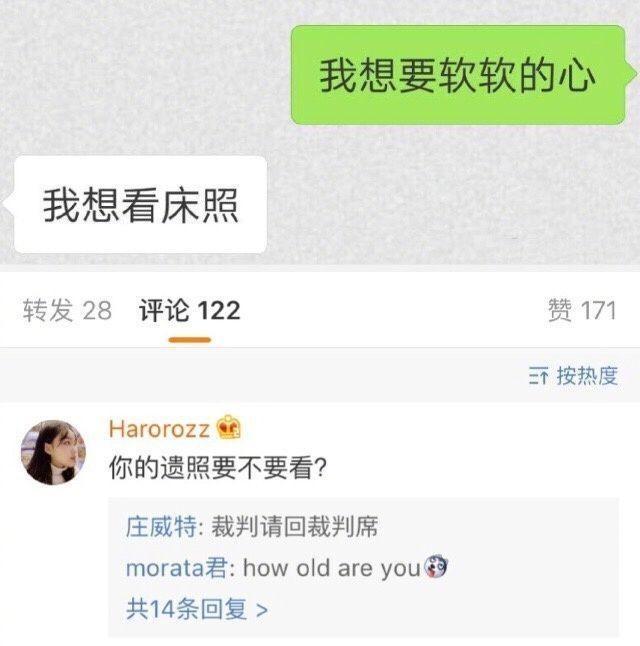 我想要软软的心
我想看床照
转发 28 评论 122 赞 171
按热度
Harorozz
你的遗照要不要看?
庄威特: 裁判请回裁判席
morata君: how old are you
共14条回复 >